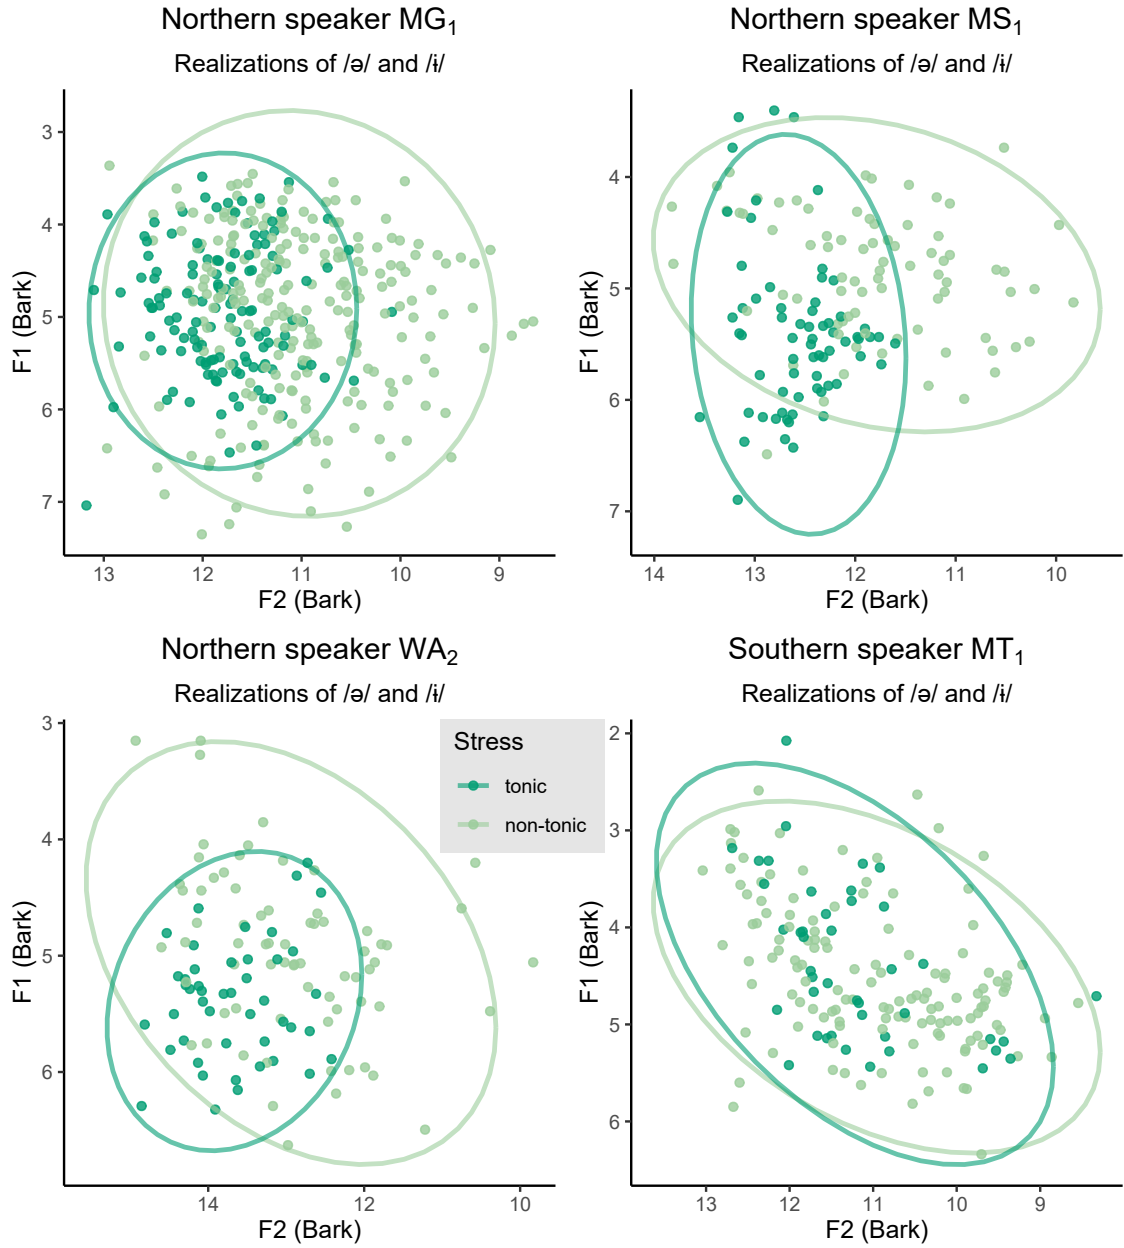 Northern speaker MG₁
Realizations of /ə/ and /ɨ/
3
4
5
6
7
F1 (Bark)
13 12 11 10 9
F2 (Bark)
Northern speaker MS₁
Realizations of /ə/ and /ɨ/
4
5
6
7
F1 (Bark)
14 13 12 11 10
F2 (Bark)
Northern speaker WA₂
Realizations of /ə/ and /ɨ/
3
4
5
6
F1 (Bark)
14 12 10
F2 (Bark)
Stress
tonic
non-tonic
Southern speaker MT₁
Realizations of /ə/ and /ɨ/
2
3
4
5
6
F1 (Bark)
13 12 11 10 9
F2 (Bark)